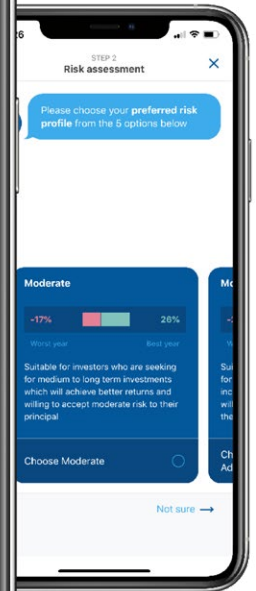 6
STEP 2
Risk assessment
Please choose your preferred risk
profile from the 5 options below
Moderate
-17%
26%
Worst year
Best year
Suitable for investors who are seeking
for medium to long term investments
which will achieve better returns and
willing to accept moderate risk to their
principal
Choose Moderate
Not sure →